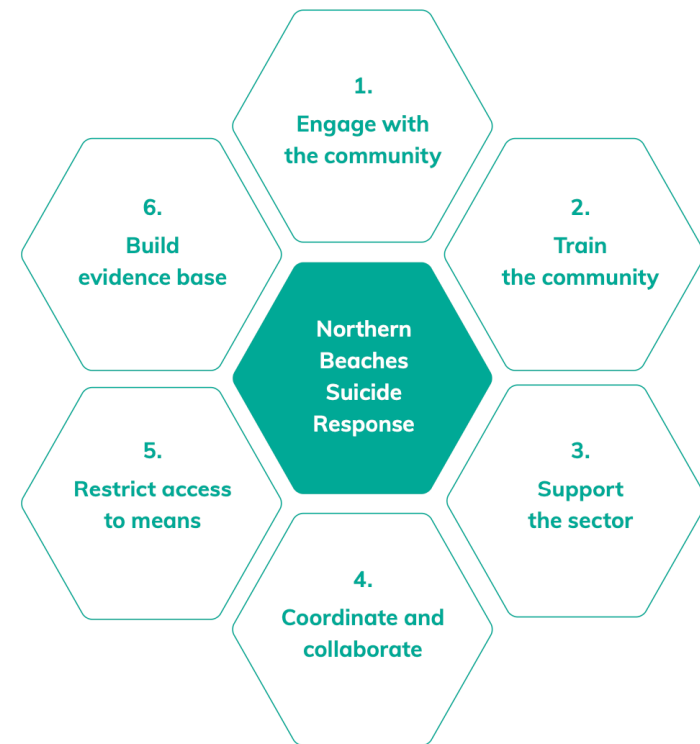 1.
Engage with
the community
2.
Train
the community
3.
Support
the sector
4.
Coordinate and
collaborate
5.
Restrict access
to means
6.
Build
evidence base
Northern
Beaches
Suicide
Response